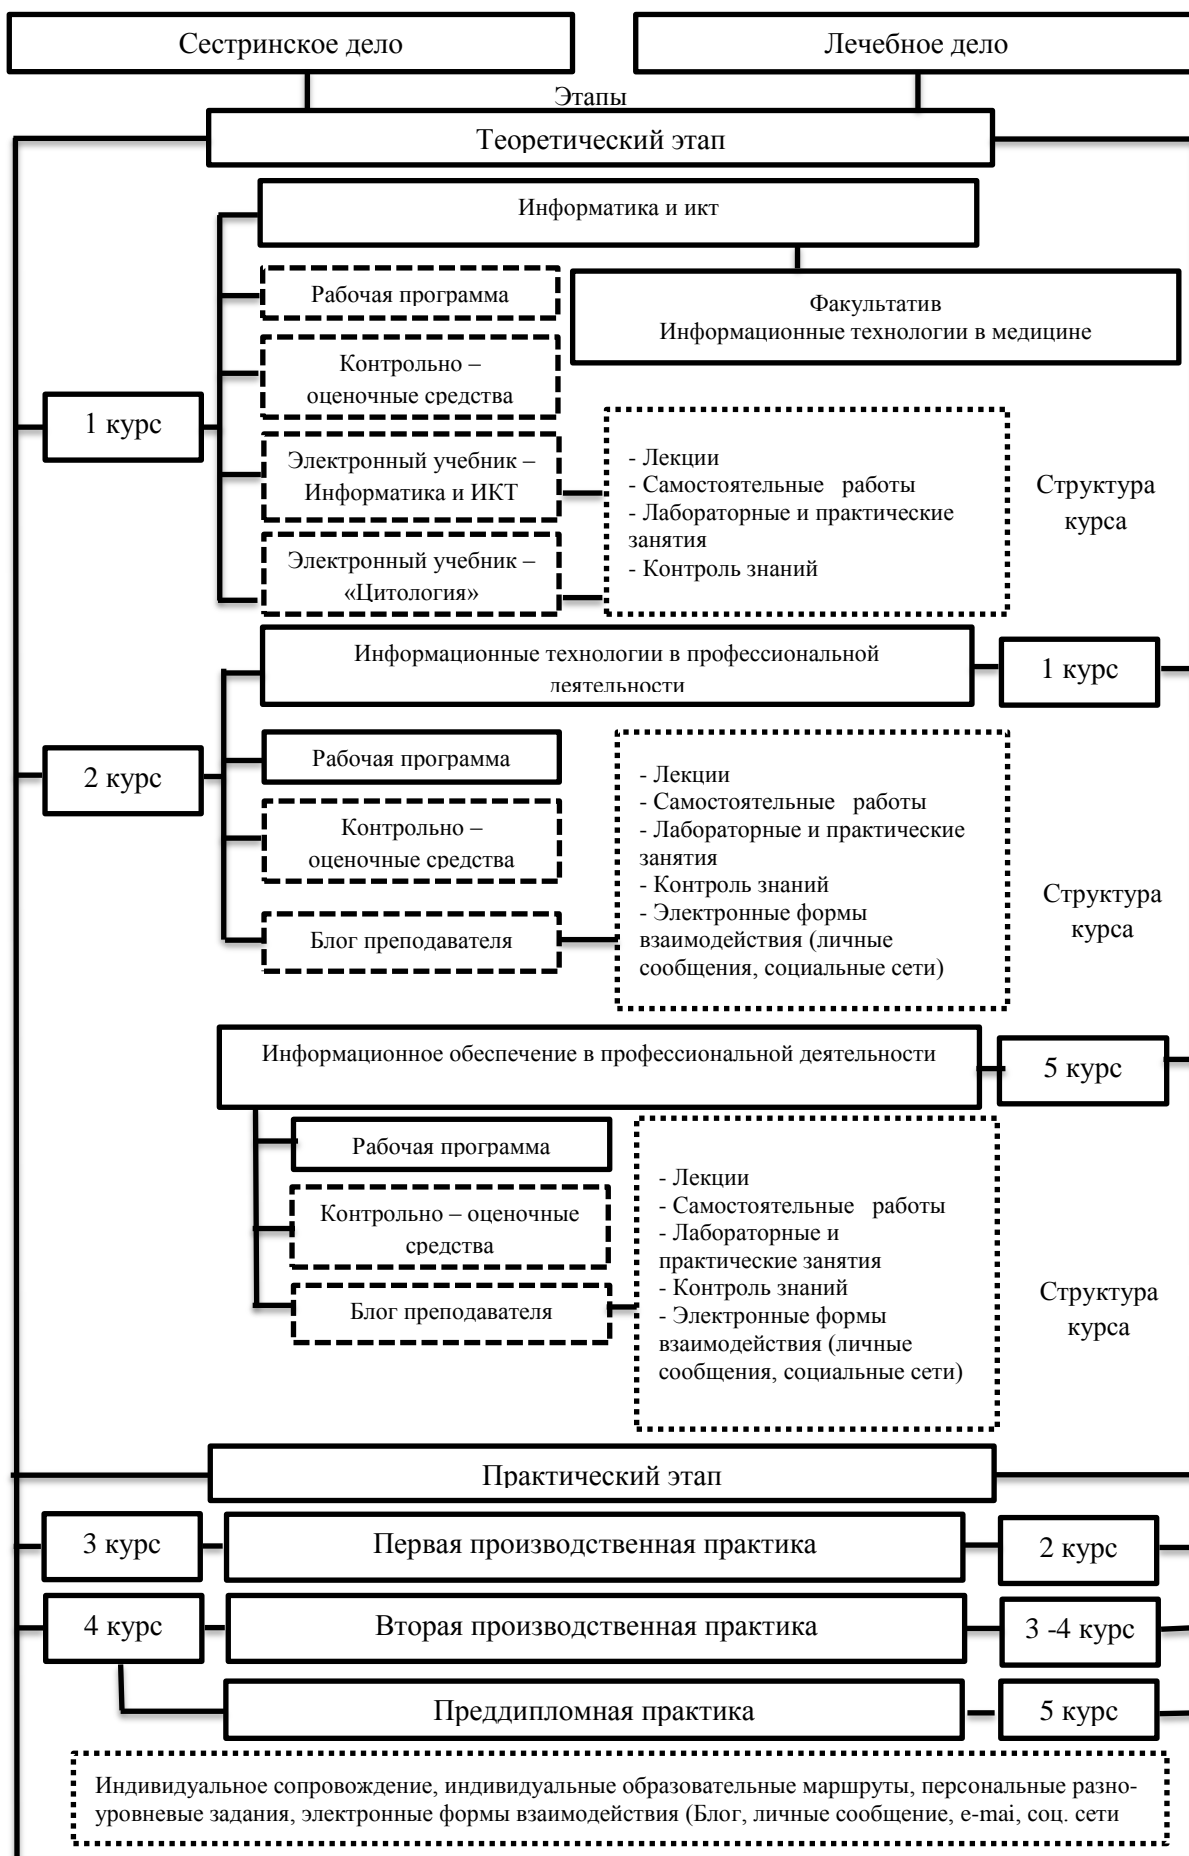 Сестринское дело
Лечебное дело
Этапы
Теоретический этап
Информатика и икт
Рабочая программа
Факультатив
Информационные технологии в медицине
Контрольно –
оценочные средства
1 курс
Электронный учебник –
Информатика и ИКТ
Электронный учебник –
«Цитология»
- Лекции
- Самостоятельные работы
- Лабораторные и практические
занятия
- Контроль знаний
Структура
курса
Информационные технологии в профессиональной
деятельности
1 курс
2 курс
Рабочая программа
Контрольно –
оценочные средства
Блог преподавателя
- Лекции
- Самостоятельные работы
- Лабораторные и практические
занятия
- Контроль знаний
- Электронные формы
взаимодействия (личные
сообщения, социальные сети)
Структура
курса
Информационное обеспечение в профессиональной деятельности
5 курс
Рабочая программа
Контрольно – оценочные
средства
Блог преподавателя
- Лекции
- Самостоятельные работы
- Лабораторные и
практические занятия
- Контроль знаний
- Электронные формы
взаимодействия (личные
сообщения, социальные сети)
Структура
курса
Практический этап
3 курс
Первая производственная практика
2 курс
4 курс
Вторая производственная практика
3 -4 курс
Преддипломная практика
5 курс
Индивидуальное сопровождение, индивидуальные образовательные маршруты, персональные разно-
уровневые задания, электронные формы взаимодействия (Блог, личные сообщение, e-mai, соц. сети